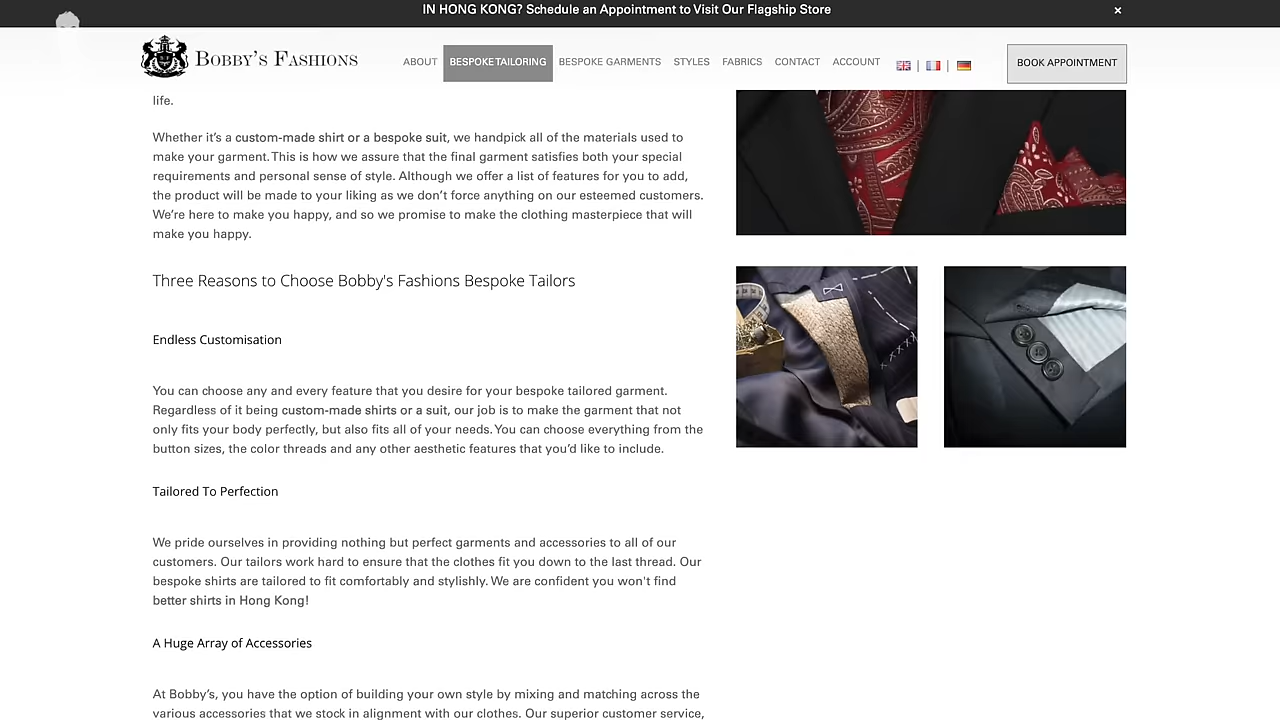 IN HONG KONG? Schedule an Appointment to Visit Our Flagship Store
×
BOBBY'S FASHIONS
ABOUT
BESPOKE TAILORING
BESPOKE GARMENTS
STYLES
FABRICS
CONTACT
ACCOUNT
BOOK APPOINTMENT
life.
Whether it’s a custom-made shirt or a bespoke suit, we handpick all of the materials used to
make your garment. This is how we assure that the final garment satisfies both your special
requirements and personal sense of style. Although we offer a list of features for you to add,
the product will be made to your liking as we don’t force anything on our esteemed customers.
We’re here to make you happy, and so we promise to make the clothing masterpiece that will
make you happy.
Three Reasons to Choose Bobby's Fashions Bespoke Tailors
Endless Customisation
You can choose any and every feature that you desire for your bespoke tailored garment.
Regardless of it being custom-made shirts or a suit, our job is to make the garment that not
only fits your body perfectly, but also fits all of your needs. You can choose everything from the
button sizes, the color threads and any other aesthetic features that you’d like to include.
Tailored To Perfection
We pride ourselves in providing nothing but perfect garments and accessories to all of our
customers. Our tailors work hard to ensure that the clothes fit you down to the last thread. Our
bespoke shirts are tailored to fit comfortably and stylishly. We are confident you won't find
better shirts in Hong Kong!
A Huge Array of Accessories
At Bobby’s, you have the option of building your own style by mixing and matching across the
various accessories that we stock in alignment with our clothes. Our superior customer service,